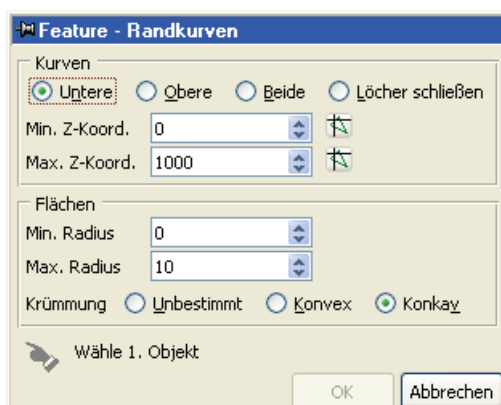 Feature - Randkurven
Kurven
Untere Obere Beide Löcher schließen
Min. Z-Koord. 0
Max. Z-Koord. 1000
Flächen
Min. Radius 0
Max. Radius 10
Krümmung Unbestimmt Konvex Konkav
Wähle 1. Objekt
OK Abbrechen